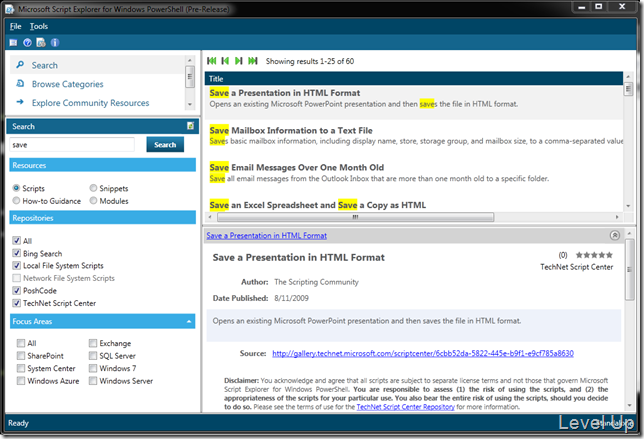 Microsoft Script Explorer for Windows PowerShell (Pre-Release)
File Tools
Search
Browse Categories
Explore Community Resources
Search
save Search
Resources
Scripts Snippets
How-to Guidance Modules
Repositories
All
Bing Search
Local File System Scripts
Network File System Scripts
PoshCode
TechNet Script Center
Focus Areas
All Exchange
SharePoint SQL Server
System Center Windows 7
Windows Azure Windows Server
Showing results 1-25 of 60
Title
Save a Presentation in HTML Format
Opens an existing Microsoft PowerPoint presentation and then saves the file in HTML format.
Save Mailbox Information to a Text File
Saves basic mailbox information, including display name, store, storage group, and mailbox size, to a comma-separated value
Save Email Messages Over One Month Old
Save all email messages from the Outlook Inbox that are more than one month old to a specific folder.
Save an Excel Spreadsheet and Save a Copy as HTML
Save a Presentation in HTML Format
Save a Presentation in HTML Format (0)
TechNet Script Center
Author: The Scripting Community
Date Published: 8/11/2009
Opens an existing Microsoft PowerPoint presentation and then saves the file in HTML format.
Source: http://gallery.technet.microsoft.com/scriptcenter/6cbb52da-5822-445e-b9f1-e9cf785a8630
Disclaimer: You acknowledge and agree that all scripts are subject to separate license terms and not those that govern Microsoft
Script Explorer for Windows PowerShell. You are responsible to assess (1) the risk of using the scripts, and (2) the
appropriateness of the scripts for your particular use. You also bear the entire risk of using the scripts, should you decide
to do so. Please see the terms of use for the TechNet Script Center Repository for more information.
Ready Standalone
Level Up